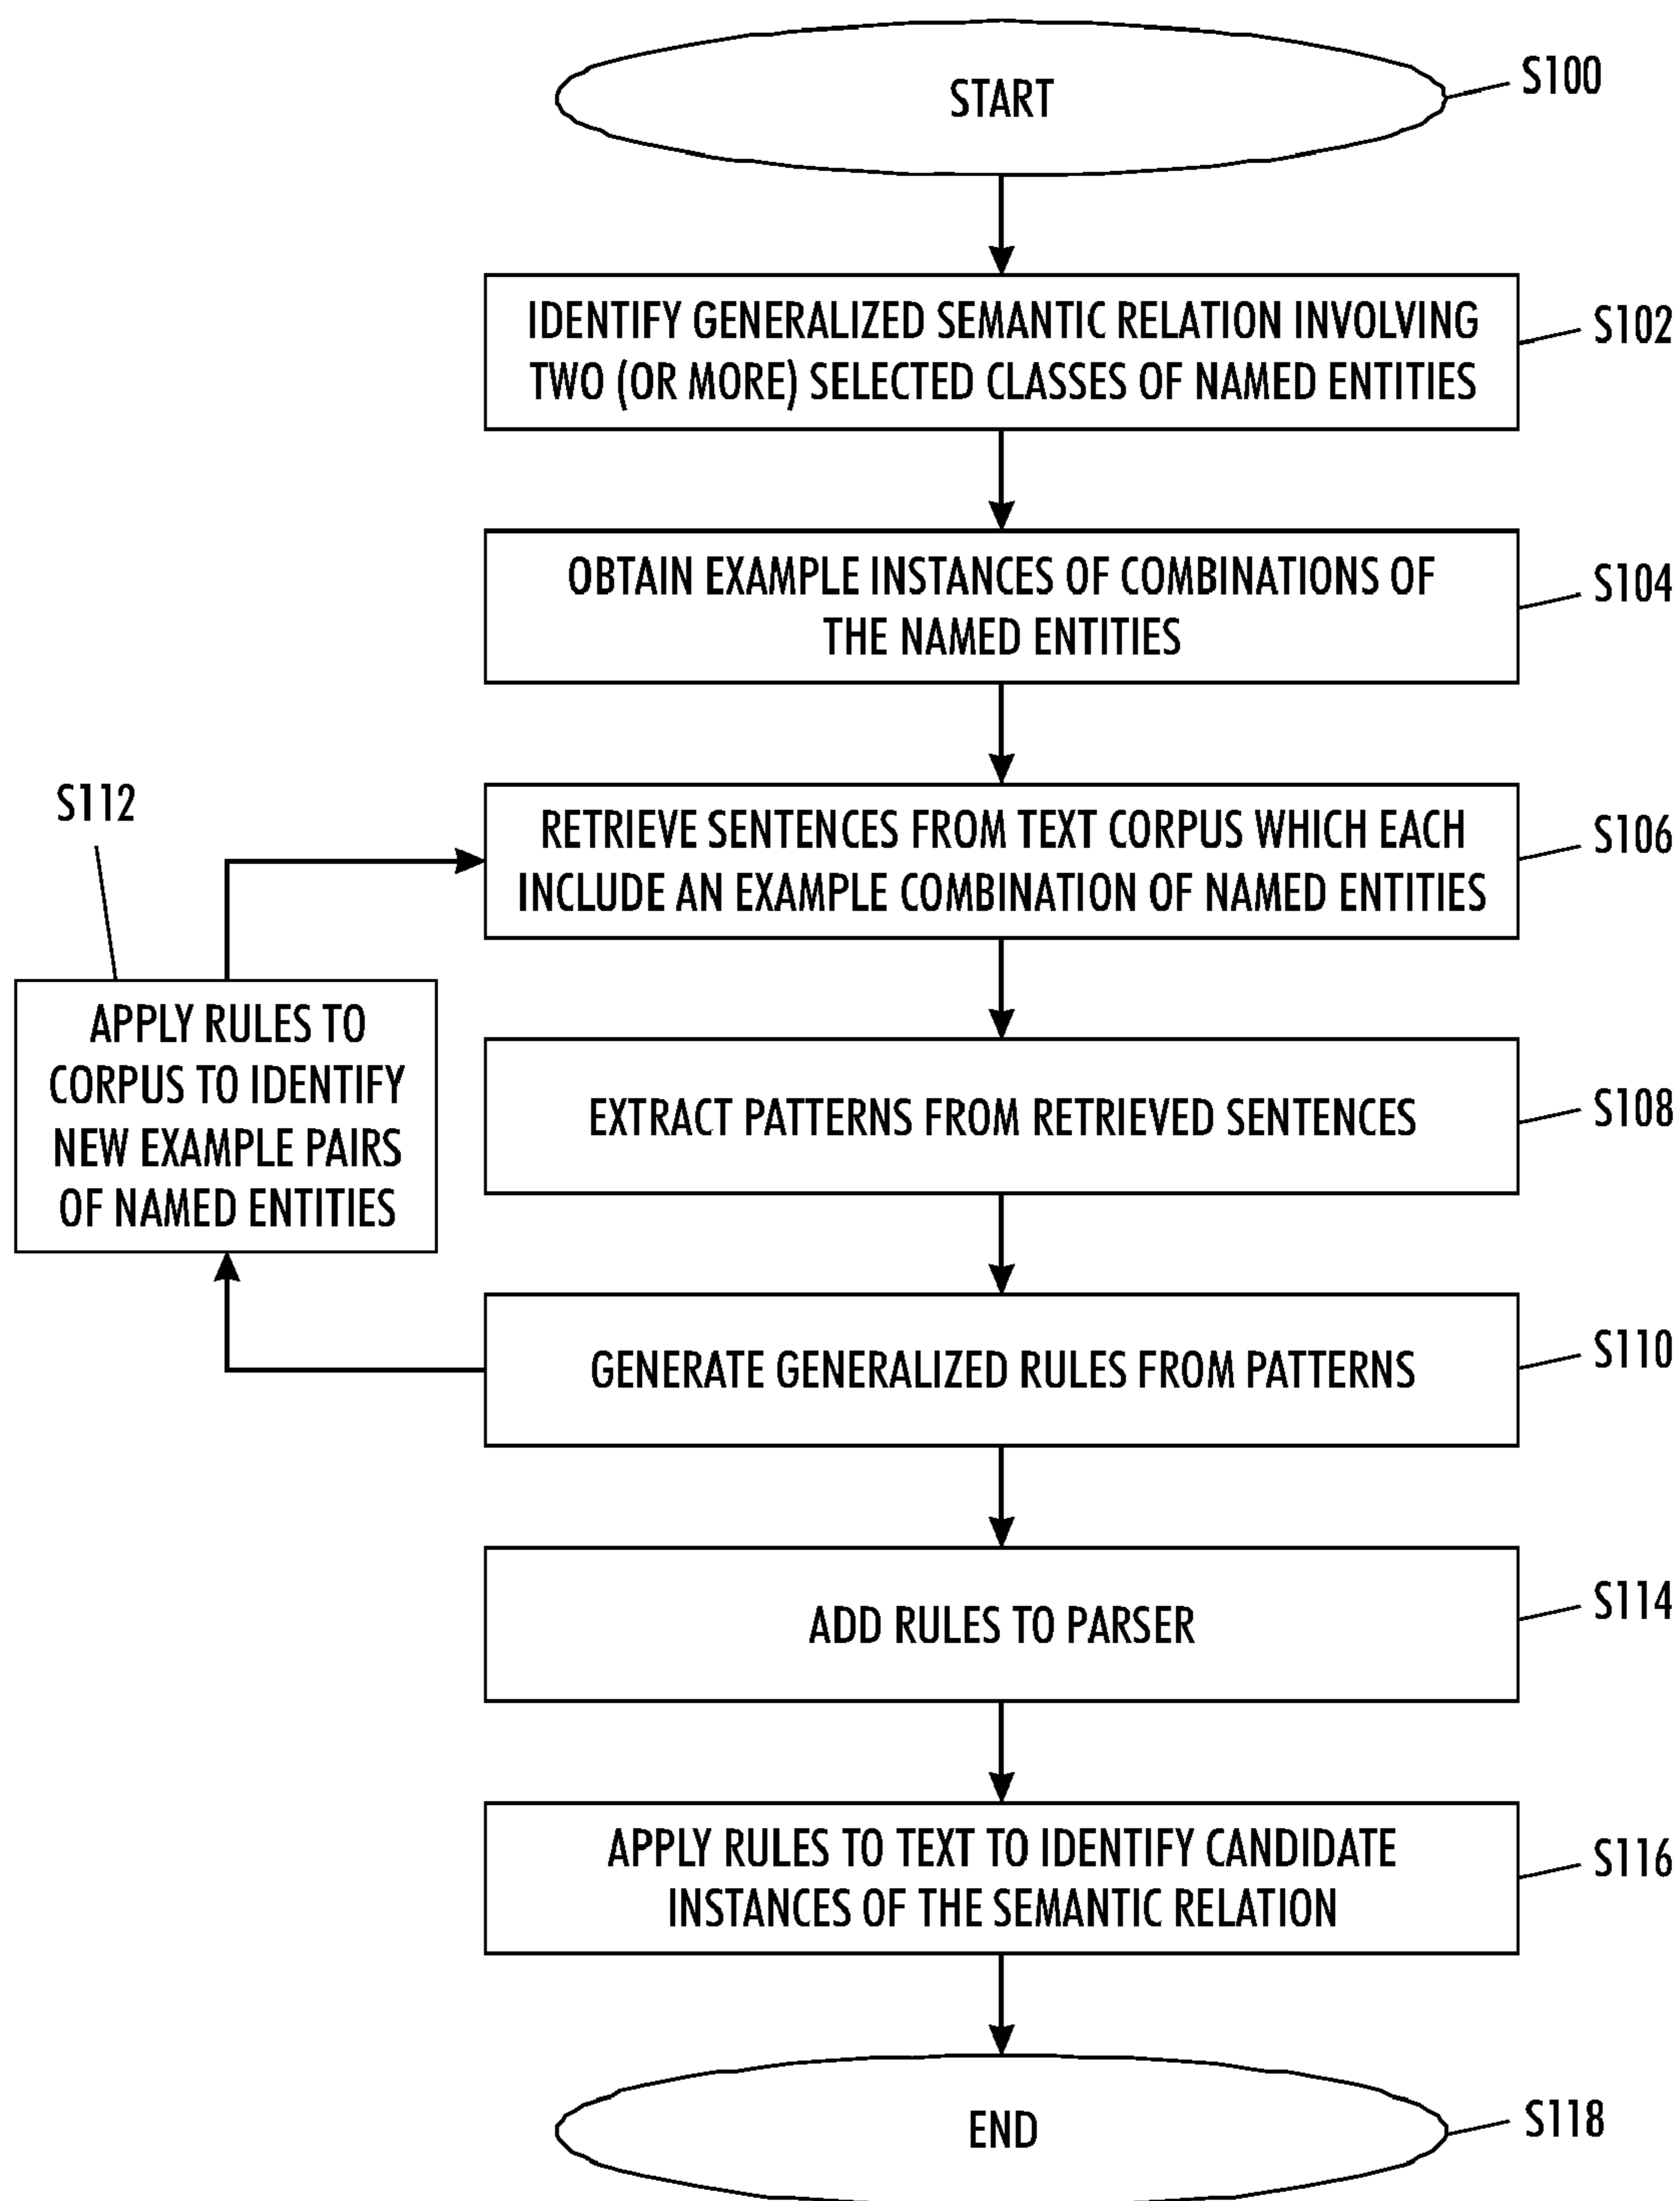 START
S100
IDENTIFY GENERALIZED SEMANTIC RELATION INVOLVING
TWO (OR MORE) SELECTED CLASSES OF NAMED ENTITIES
S102
OBTAIN EXAMPLE INSTANCES OF COMBINATIONS OF
THE NAMED ENTITIES
S104
RETRIEVE SENTENCES FROM TEXT CORPUS WHICH EACH
INCLUDE AN EXAMPLE COMBINATION OF NAMED ENTITIES
S106
S112
APPLY RULES TO
CORPUS TO IDENTIFY
NEW EXAMPLE PAIRS
OF NAMED ENTITIES
EXTRACT PATTERNS FROM RETRIEVED SENTENCES
S108
GENERATE GENERALIZED RULES FROM PATTERNS
S110
ADD RULES TO PARSER
S114
APPLY RULES TO TEXT TO IDENTIFY CANDIDATE
INSTANCES OF THE SEMANTIC RELATION
S116
END
S118